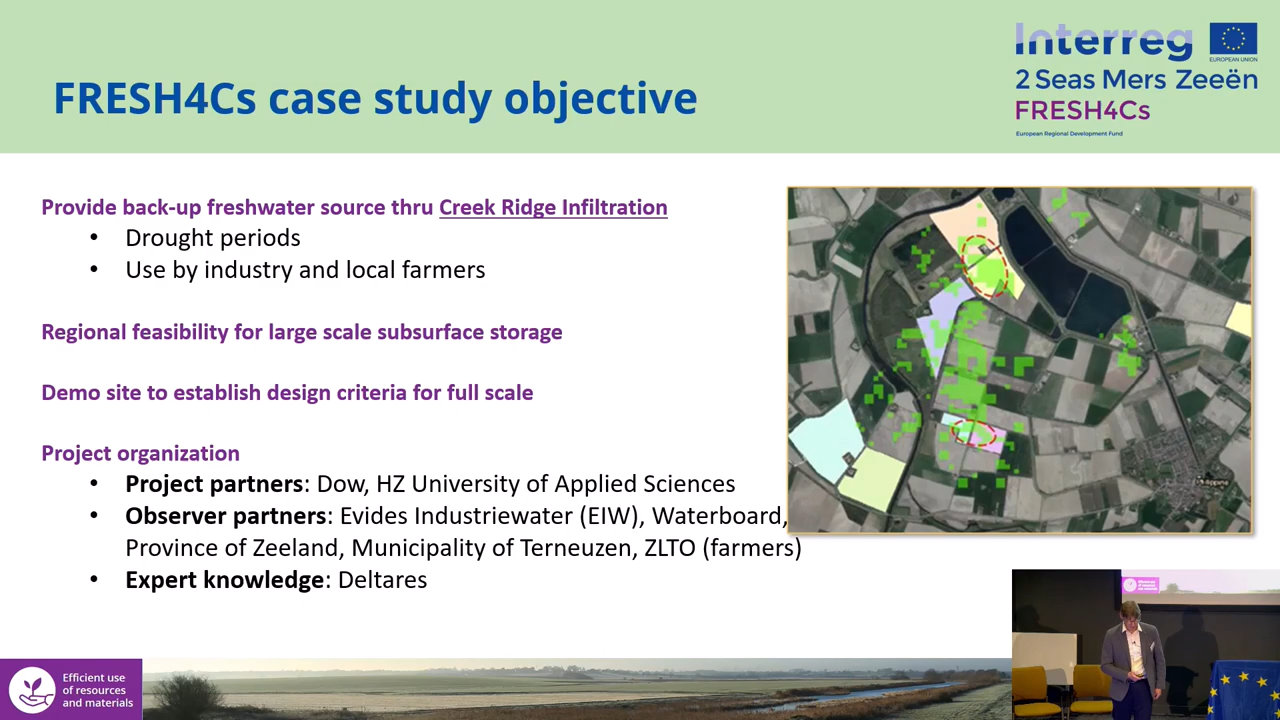 Interreg
EUROPEAN UNION
2 Seas Mers Zeeën
FRESH4Cs
European Regional Development Fund
FRESH4Cs case study objective
Provide back-up freshwater source thru Creek Ridge Infiltration
• Drought periods
• Use by industry and local farmers
Regional feasibility for large scale subsurface storage
Demo site to establish design criteria for full scale
Project organization
• Project partners: Dow, HZ University of Applied Sciences
• Observer partners: Evides Industriewater (EIW), Waterboard,
Province of Zeeland, Municipality of Terneuzen, ZLTO (farmers)
• Expert knowledge: Deltares
Efficient use
of resources
and materials